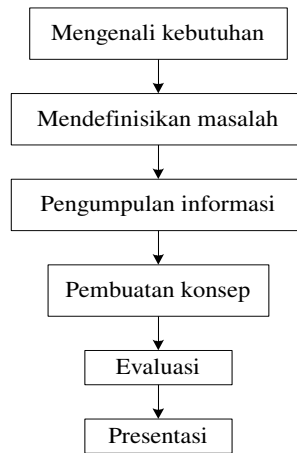 Mengenali kebutuhan
Mendefinisikan masalah
Pengumpulan informasi
Pembuatan konsep
Evaluasi
Presentasi